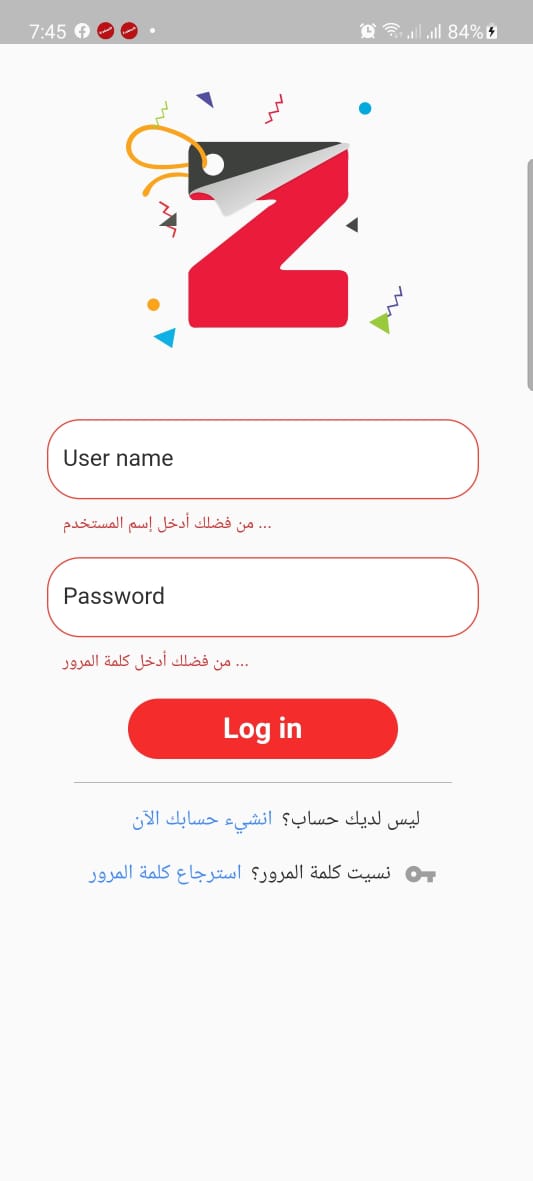 7:45 84%
Z
User name
من فضلك أدخل إسم المستخدم ...
Password
من فضلك أدخل كلمة المرور ...
Log in
ليس لديك حساب؟ انشيء حسابك الآن
نسيت كلمة المرور؟ استرجاع كلمة المرور